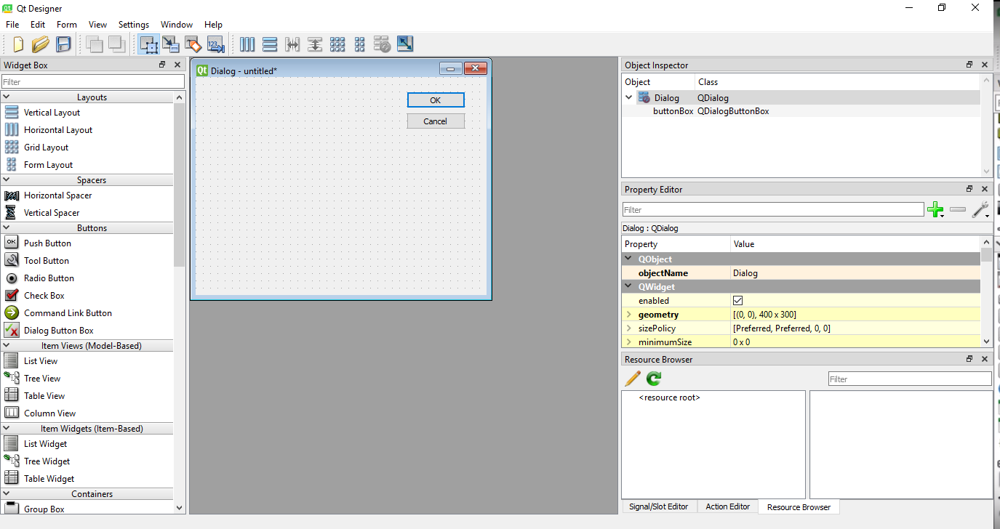 Qt Designer
File Edit Form View Settings Window Help
123
Widget Box
Filter
Layouts
Vertical Layout
Horizontal Layout
Grid Layout
Form Layout
Spacers
Horizontal Spacer
Vertical Spacer
Buttons
OK Push Button
Tool Button
Radio Button
Check Box
Command Link Button
Dialog Button Box
Item Views (Model-Based)
List View
Tree View
Table View
Column View
Item Widgets (Item-Based)
List Widget
Tree Widget
Table Widget
Containers
Group Box
Qt Dialog - untitled*
OK
Cancel
Object Inspector
Object Class
Dialog QDialog
buttonBox QDialogButtonBox
Property Editor
Filter
Dialog : QDialog
Property Value
QObject
objectName Dialog
QWidget
enabled
geometry [(0, 0), 400 x 300]
sizePolicy [Preferred, Preferred, 0, 0]
minimumSize 0 x 0
Resource Browser
Filter
<resource root>
Signal/Slot Editor Action Editor Resource Browser